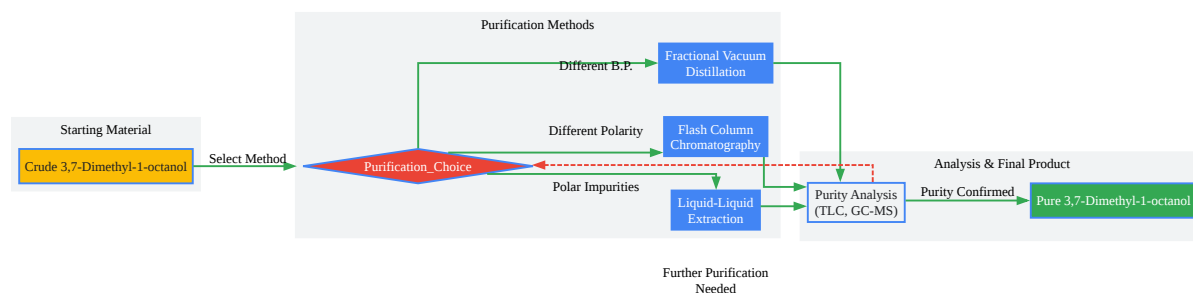 Purification Methods
Different B.P.
Fractional Vacuum
Distillation
Starting Material
Crude 3,7-Dimethyl-1-octanol
Select Method
Purification_Choice
Different Polarity
Flash Column
Chromatography
Polar Impurities
Liquid-Liquid
Extraction
Analysis & Final Product
Purity Analysis
(TLC, GC-MS)
Purity Confirmed
Pure 3,7-Dimethyl-1-octanol
Further Purification
Needed